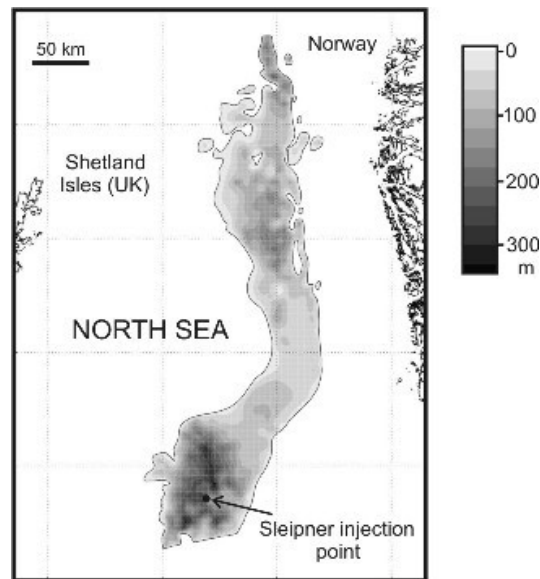 50 km
Norway
Shetland
Isles (UK)
NORTH SEA
Sleipner injection
point
0
100
200
300
m